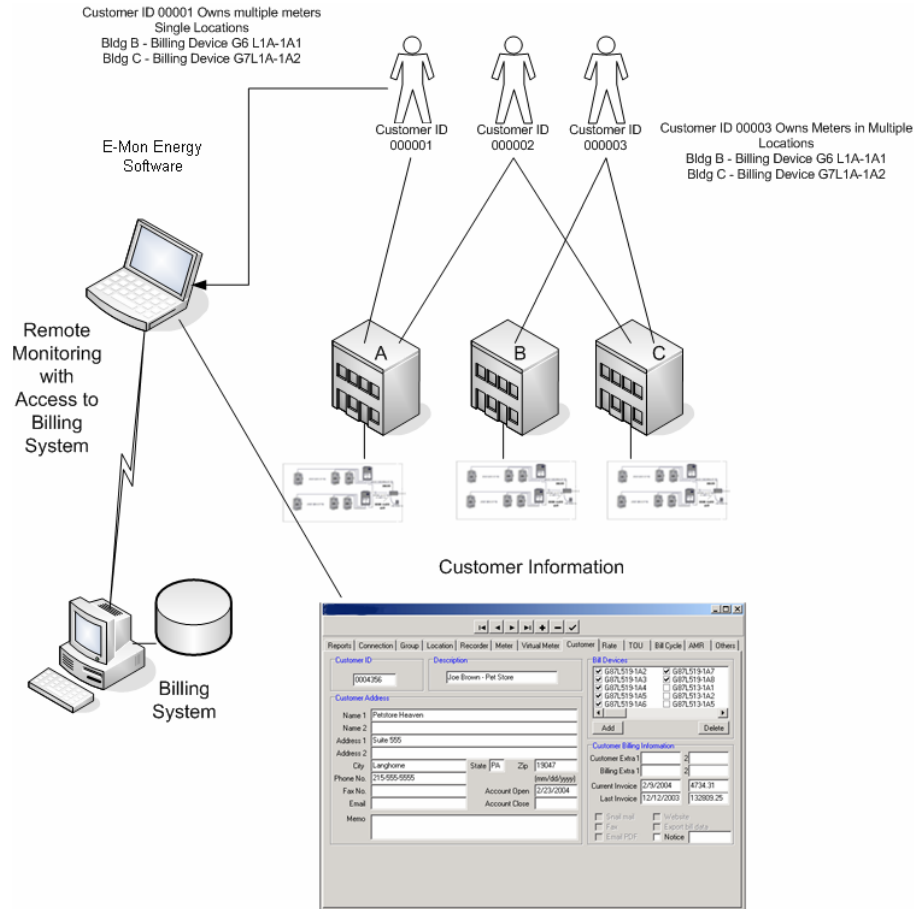 Customer ID 00001 Owns multiple meters
Single Locations
Bldg B - Billing Device G6 L1A-1A1
Bldg C - Billing Device G7L1A-1A2
Customer ID
000001
Customer ID
000002
Customer ID
000003
Customer ID 00003 Owns Meters in Multiple
Locations
Bldg B - Billing Device G6 L1A-1A1
Bldg C - Billing Device G7L1A-1A2
E-Mon Energy
Software
A
B
C
Remote
Monitoring
with
Access to
Billing
System
Billing
System
Customer Information
Reports Connection Group Location Recorder Meter Virtual Meter Customer Rate TOU Bill Cycle AMR Others
Customer ID
0004356
Description
Joe Brown - Pet Store
Bill Devices
G87L519-1A2 G87L519-1A7
G87L519-1A3 G87L519-1A8
G87L519-1A4 G87L513-1A1
G87L519-1A5 G87L513-1A2
G87L519-1A6 G87L513-1A5
Add Delete
Customer Address
Name 1 Petstore Heaven
Name 2
Address 1 Suite 555
Address 2
City Langhorne State PA Zip 19047
Phone No. 215-555-5555 (mm/dd/yyyy)
Fax No. Account Open 2/23/2004
Email Account Close
Memo
Customer Billing Information
Customer Extra 1 2
Billing Extra 1 2
Current Invoice 2/9/2004 4734.31
Last Invoice 12/12/2003 132809.25
Snail mail Website
Fax Export bill data
Email PDF Notice